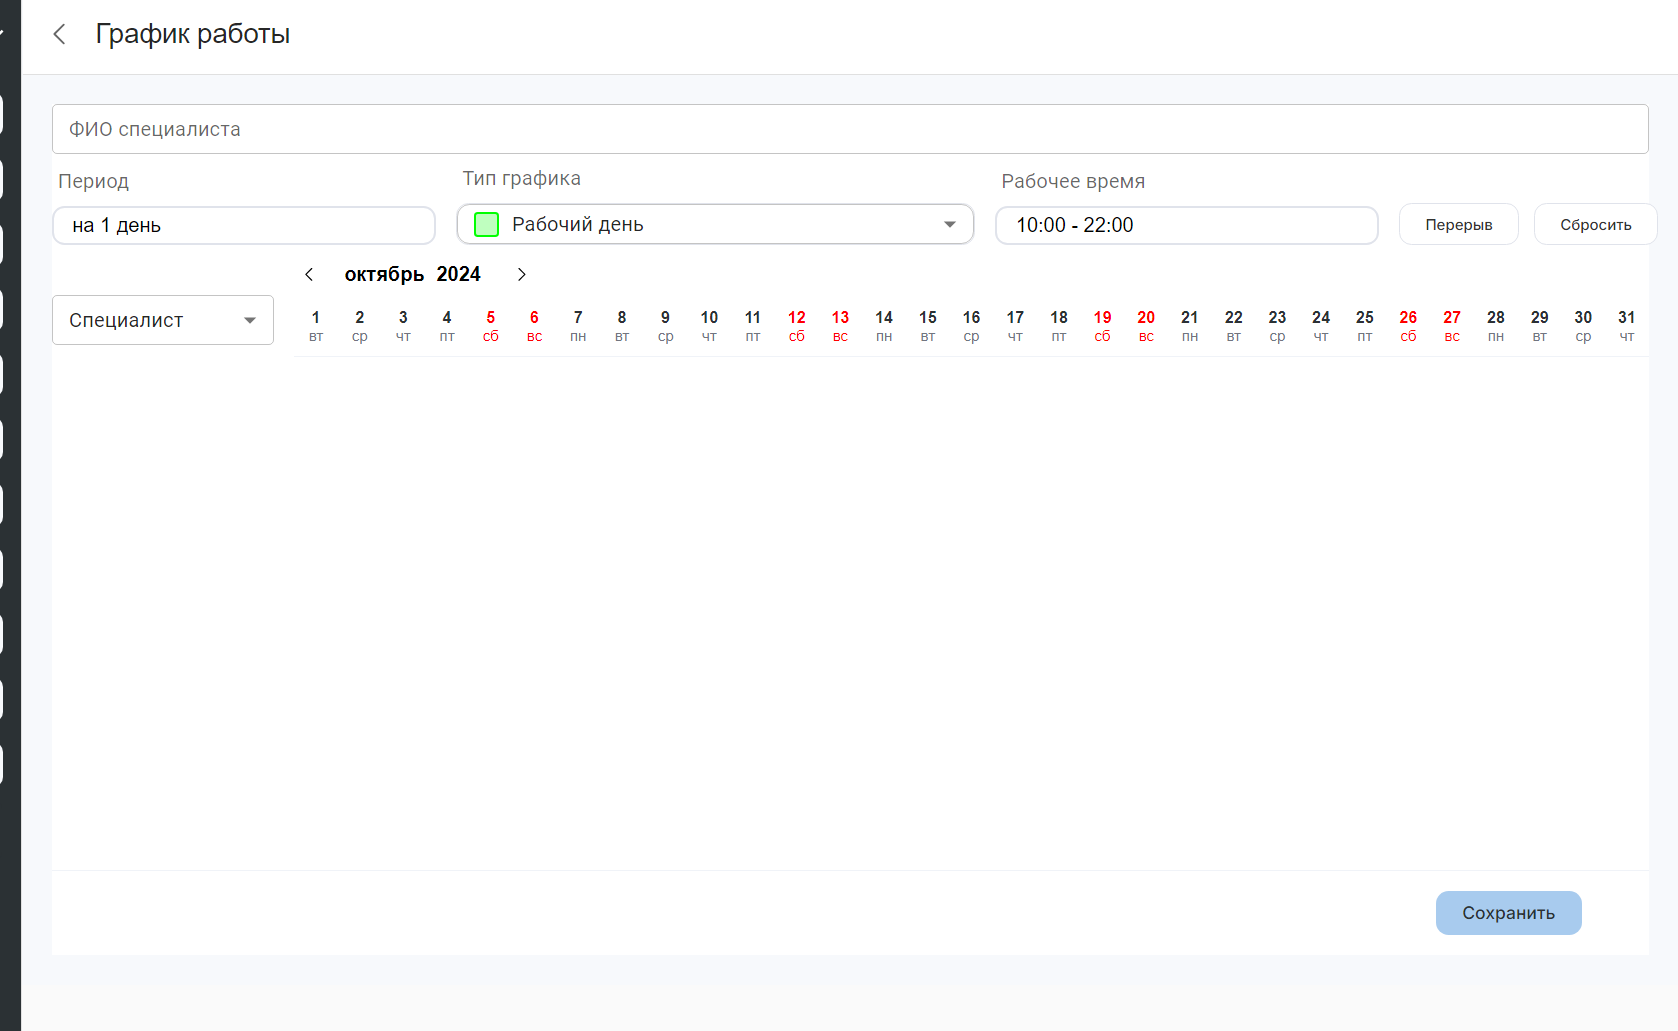 График работы
ФИО специалиста
Период Тип графика Рабочее время
на 1 день Рабочий день 10:00 - 22:00 Перерыв Сбросить
октябрь 2024
Специалист 1 2 3 4 5 6 7 8 9 10 11 12 13 14 15 16 17 18 19 20 21 22 23 24 25 26 27 28 29 30 31
вт ср чт пт сб вс пн вт ср чт пт сб вс пн вт ср чт пт сб вс пн вт ср чт пт сб вс пн вт ср чт
Сохранить